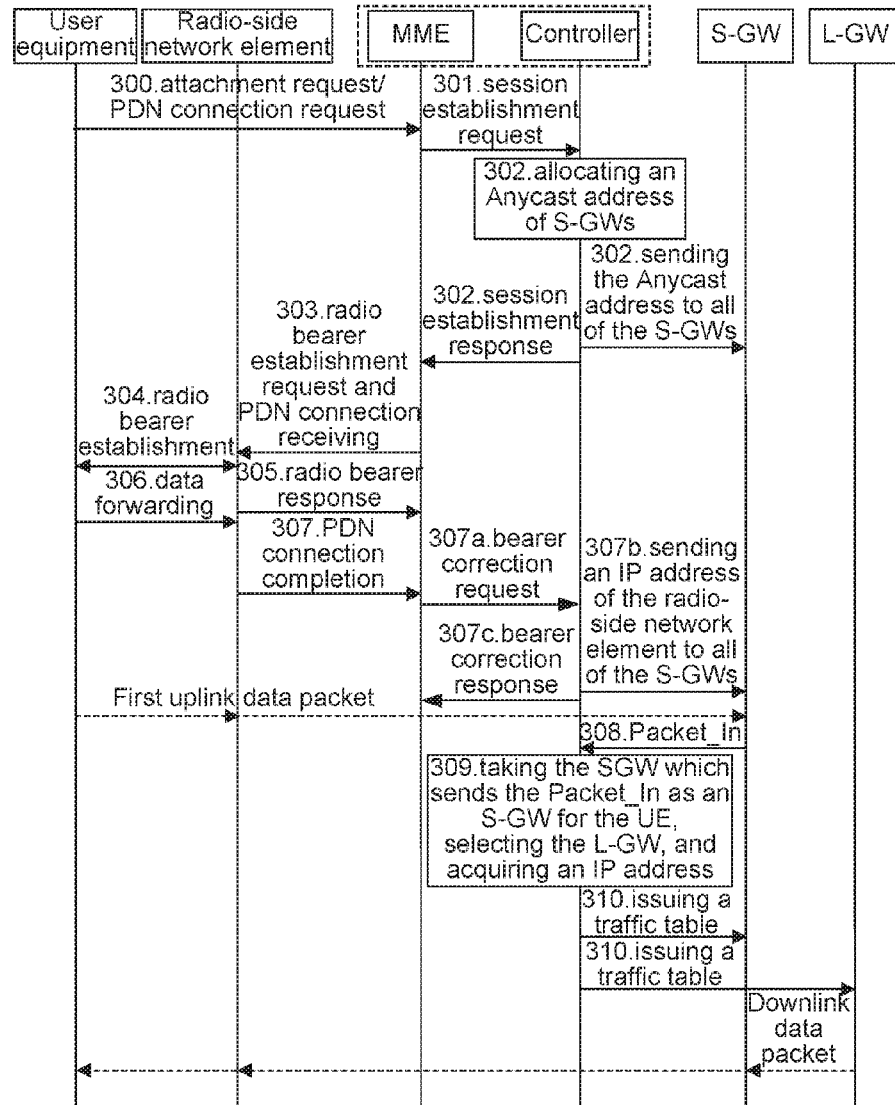 User
equipment
Radio-side
network element
MME
Controller
S-GW
L-GW
300.attachment request/
PDN connection request
301.session
establishment
request
302.allocating an
Anycast address
of S-GWs
302.sending
the Anycast
address to all
of the S-GWs
302.session
establishment
response
303.radio
bearer
establishment
request and
PDN connection
receiving
304.radio
bearer
establishment
305.radio bearer
response
306.data
forwarding
307.PDN
connection
completion
307a.bearer
correction
request
307b.sending
an IP address
of the radio-
side network
element to all
of the S-GWs
307c.bearer
correction
response
First uplink data packet
308.Packet_In
309.taking the SGW which
sends the Packet_In as an
S-GW for the UE,
selecting the L-GW, and
acquiring an IP address
310.issuing a
traffic table
310.issuing a
traffic table
Downlink
data
packet